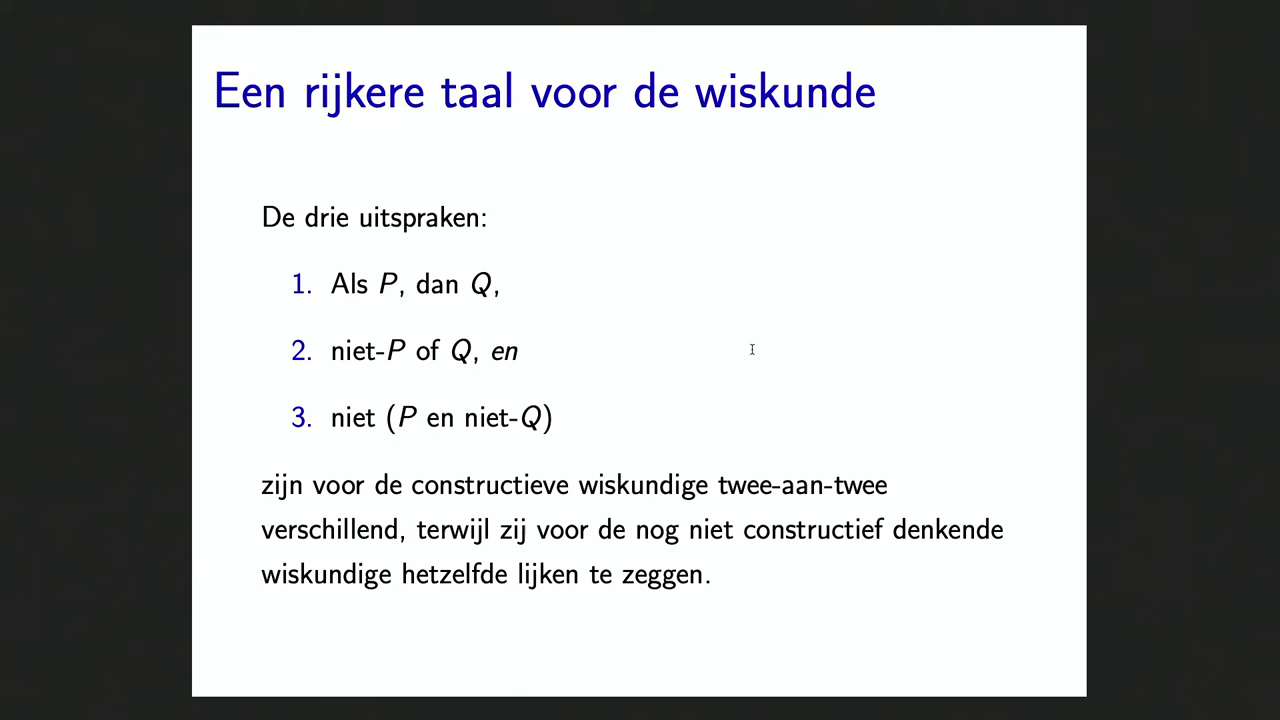 Een rijkere taal voor de wiskunde
De drie uitspraken:
1. Als P, dan Q,
2. niet-P of Q, en
3. niet (P en niet-Q)
zijn voor de constructieve wiskundige twee-aan-twee
verschillend, terwijl zij voor de nog niet constructief denkende
wiskundige hetzelfde lijken te zeggen.